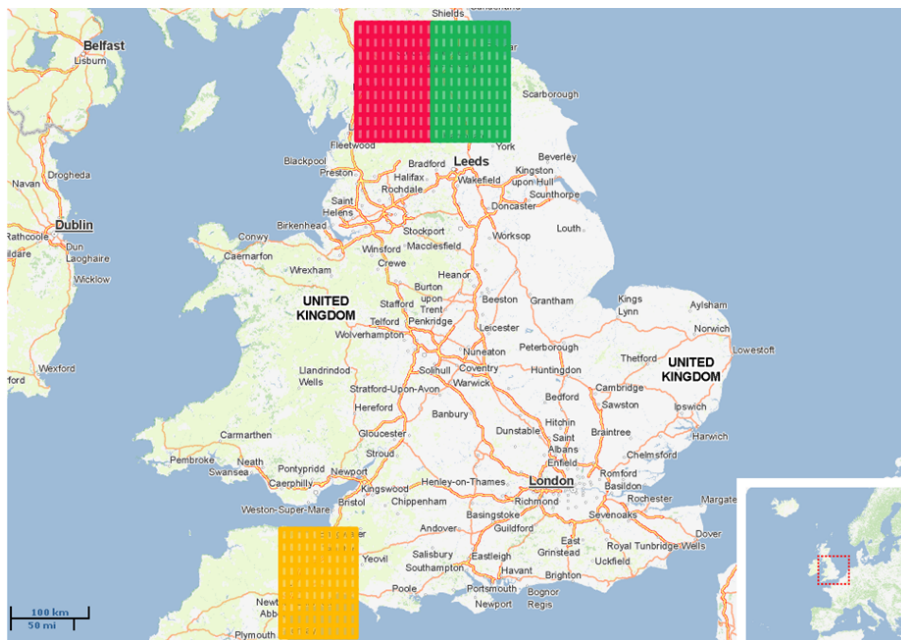 Shields
Belfast
Lisburn
Scarborough
Fleetwood
York
Blackpool
Bradford
Leeds
Beverley
Preston
Halifax
Wakefield
Kingston
upon Hull
Rochdale
Drogheda
Navan
Saint
Helens
Doncaster
Scunthorpe
Dublin
Birkenhead
Stockport
Louth
Rathcoole
Conwy
Macclesfield
Worksop
Dun
Laoghaire
Caernarfon
Winsford
Crewe
Wicklow
Wrexham
Heanor
Burton
upon
Trent
UNITED
KINGDOM
Stafford
Beeston
Grantham
Kings
Lynn
Aylsham
Telford
Penkridge
Leicester
Norwich
Wolverhampton
Nuneaton
Peterborough
Thetford
Lowestoft
UNITED
KINGDOM
Wexford
Llandrindod
Wells
Solihull
Coventry
Huntingdon
Warwick
Stratford-Upon-Avon
Cambridge
Bedford
Sawston
Hereford
Banbury
Ipswich
Hitchin
Carmarthen
Gloucester
Dunstable
Saint
Albans
Braintree
Harwich
Pembroke
Neath
Stroud
Enfield
Chelmsford
Swansea
Pontypridd
Newport
Romford
Caerphilly
Kingswood
Henley-on-Thames
London
Basildon
Bristol
Chippenham
Richmond
Rochester
Margate
Weston-Super-Mare
Basingstoke
Sevenoaks
Andover
Guildford
Dover
Yeovil
Salisbury
Eastleigh
East
Grinstead
Royal Tunbridge Wells
Southampton
Havant
Uckfield
Poole
Portsmouth
Brighton
Newport
Bognor
Regis
Plymouth
100 km
50 mi